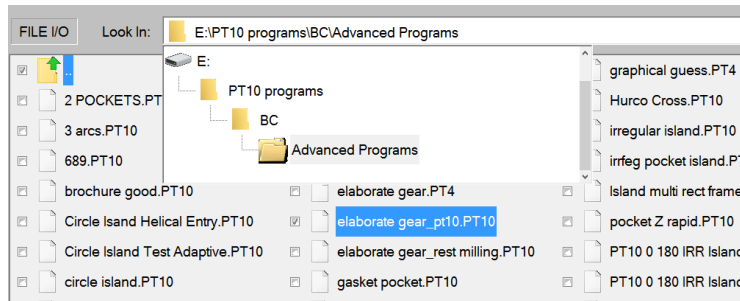 FILE I/O Look In: E:\PT10 programs\BC\Advanced Programs
..
E:
PT10 programs
BC
Advanced Programs
2 POCKETS.PT
3 arcs.PT10
689.PT10
brochure good.PT10
Circle Isand Helical Entry.PT10
Circle Island Test Adaptive.PT10
circle island.PT10
elaborate gear.PT4
elaborate gear_pt10.PT10
elaborate gear_rest milling.PT10
gasket pocket.PT10
graphical guess.PT4
Hurco Cross.PT10
irregular island.PT10
irrfeg pocket island.P
Island multi rect frame
pocket Z rapid.PT10
PT10 0 180 IRR Island
PT10 0 180 IRR Island